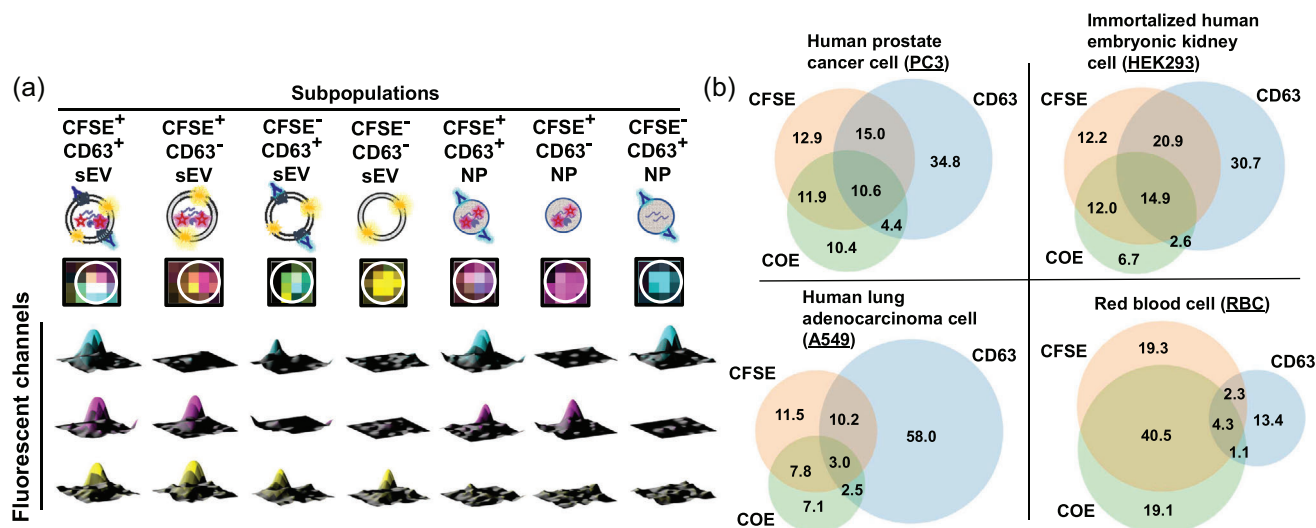 (a)
Subpopulations
CFSE+ CFSE+ CFSE- CFSE- CFSE+ CFSE+ CFSE-
CD63+ CD63- CD63+ CD63- CD63+ CD63- CD63+
sEV sEV sEV sEV NP NP NP
Fluorescent channels
(b)
Human prostate
cancer cell (PC3)
CFSE
CD63
12.9
15.0
34.8
11.9
10.6
4.4
10.4
COE
Immortalized human
embryonic kidney
cell (HEK293)
CFSE
CD63
12.2
20.9
30.7
12.0
14.9
2.6
6.7
COE
Human lung
adenocarcinoma cell
(A549)
CFSE
CD63
11.5
10.2
58.0
7.8
3.0
2.5
7.1
COE
Red blood cell (RBC)
CFSE
CD63
19.3
2.3
13.4
4.3
40.5
1.1
19.1
COE